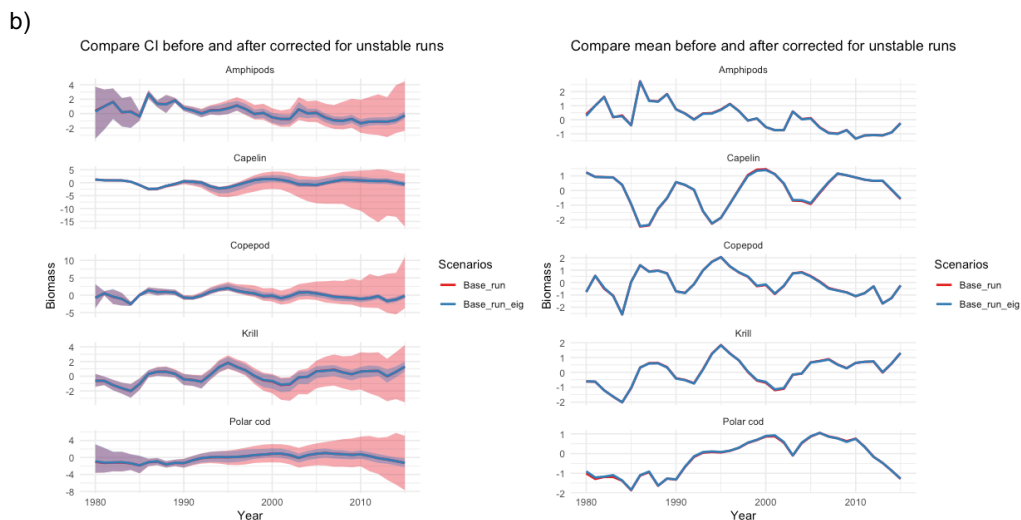 b)
Compare CI before and after corrected for unstable runs
Amphipods
4
2
0
-2
Capelin
5
0
-5
-10
-15
Copepod
10
5
0
-5
Krill
4
2
0
-2
Polar cod
4
0
-4
-8
1980
1990
2000
2010
Year
Biomass
Scenarios
Base_run
Base_run_eig
Compare mean before and after corrected for unstable runs
Amphipods
2
1
0
-1
Capelin
1
0
-1
-2
Copepod
2
1
0
-1
-2
Krill
2
1
0
-1
-2
Polar cod
1
0
-1
-2
1980
1990
2000
2010
Year
Biomass
Scenarios
Base_run
Base_run_eig